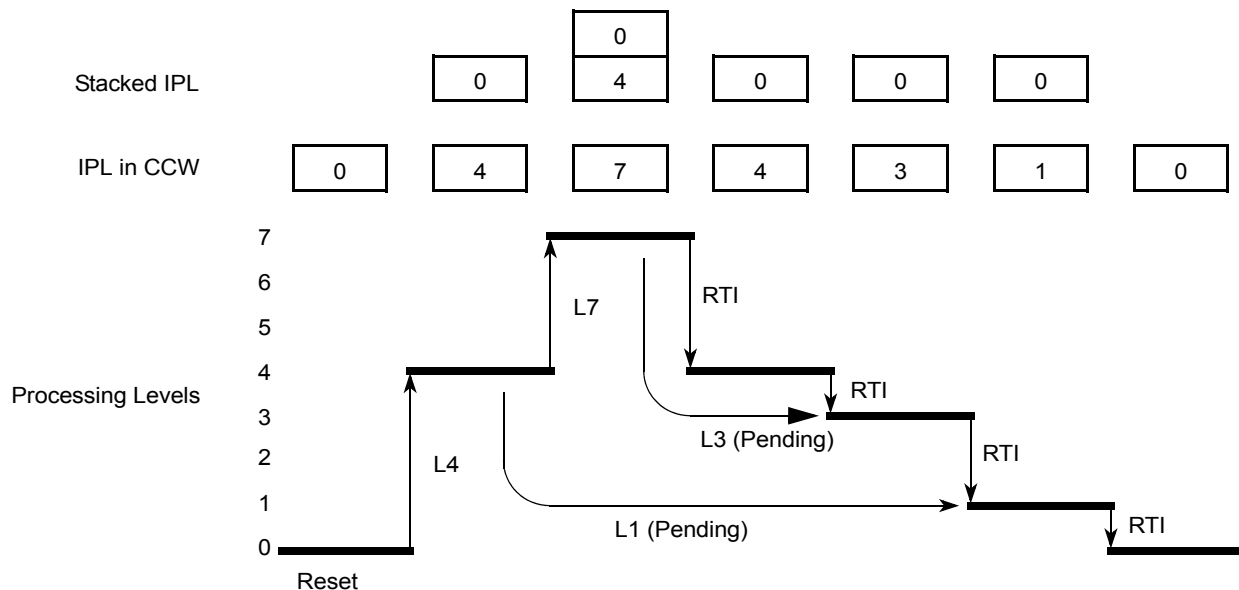 0
Stacked IPL 0 4 0 0 0
IPL in CCW 0 4 7 4 3 1 0
7
6
L7 RTI
5
4
Processing Levels RTI
3
L3 (Pending)
2 L4 RTI
1
L1 (Pending) RTI
0
Reset